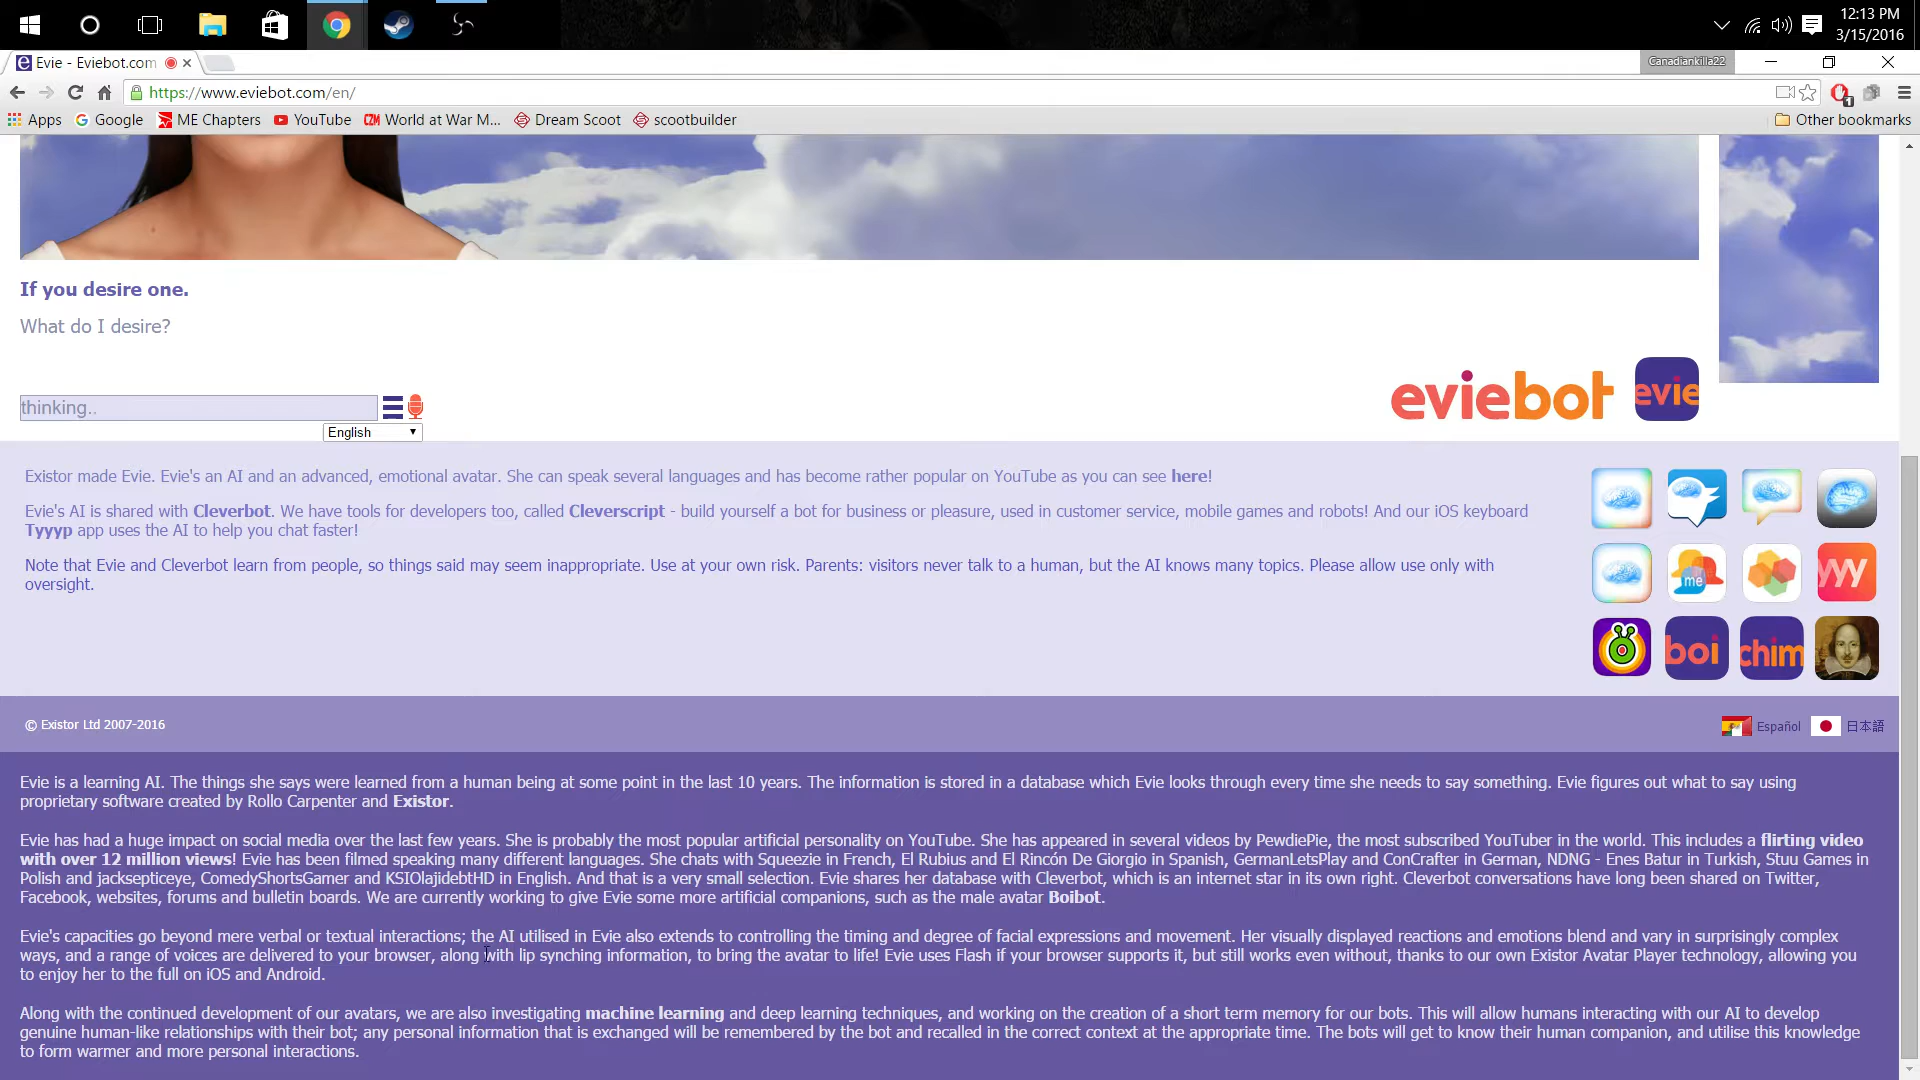 12:13 PM
3/15/2016
Evie - Eviebot.com
Canadiankilla22
https://www.eviebot.com/en/
1
Apps Google ME Chapters YouTube World at War M... Dream Scoot scootbuilder Other bookmarks
If you desire one.
What do I desire?
eviebot evie
thinking..
English
Existor made Evie. Evie's an AI and an advanced, emotional avatar. She can speak several languages and has become rather popular on YouTube as you can see here!
Evie's AI is shared with Cleverbot. We have tools for developers too, called Cleverscript - build yourself a bot for business or pleasure, used in customer service, mobile games and robots! And our iOS keyboard
Tyyyp app uses the AI to help you chat faster!
Note that Evie and Cleverbot learn from people, so things said may seem inappropriate. Use at your own risk. Parents: visitors never talk to a human, but the AI knows many topics. Please allow use only with
oversight.
me yyy
boi chim
© Existor Ltd 2007-2016
Español 日本語
Evie is a learning AI. The things she says were learned from a human being at some point in the last 10 years. The information is stored in a database which Evie looks through every time she needs to say something. Evie figures out what to say using
proprietary software created by Rollo Carpenter and Existor.
Evie has had a huge impact on social media over the last few years. She is probably the most popular artificial personality on YouTube. She has appeared in several videos by PewdiePie, the most subscribed YouTuber in the world. This includes a flirting video
with over 12 million views! Evie has been filmed speaking many different languages. She chats with Squeezie in French, El Rubius and El Rincón De Giorgio in Spanish, GermanLetsPlay and ConCrafter in German, NDNG - Enes Batur in Turkish, Stuu Games in
Polish and jacksepticeye, ComedyShortsGamer and KSIOlajidebtHD in English. And that is a very small selection. Evie shares her database with Cleverbot, which is an internet star in its own right. Cleverbot conversations have long been shared on Twitter,
Facebook, websites, forums and bulletin boards. We are currently working to give Evie some more artificial companions, such as the male avatar Boibot.
Evie's capacities go beyond mere verbal or textual interactions; the AI utilised in Evie also extends to controlling the timing and degree of facial expressions and movement. Her visually displayed reactions and emotions blend and vary in surprisingly complex
ways, and a range of voices are delivered to your browser, along with lip synching information, to bring the avatar to life! Evie uses Flash if your browser supports it, but still works even without, thanks to our own Existor Avatar Player technology, allowing you
to enjoy her to the full on iOS and Android.
Along with the continued development of our avatars, we are also investigating machine learning and deep learning techniques, and working on the creation of a short term memory for our bots. This will allow humans interacting with our AI to develop
genuine human-like relationships with their bot; any personal information that is exchanged will be remembered by the bot and recalled in the correct context at the appropriate time. The bots will get to know their human companion, and utilise this knowledge
to form warmer and more personal interactions.